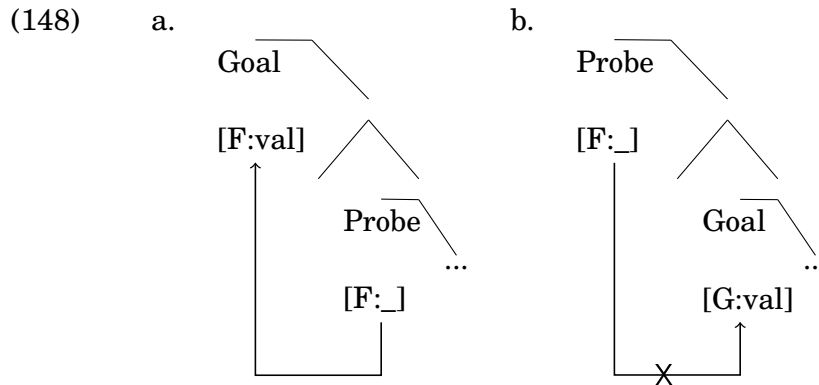 (148) a. b.
Goal Probe
[F:val] [F:_]
Probe Goal
... ..
[F:_] [G:val]
X